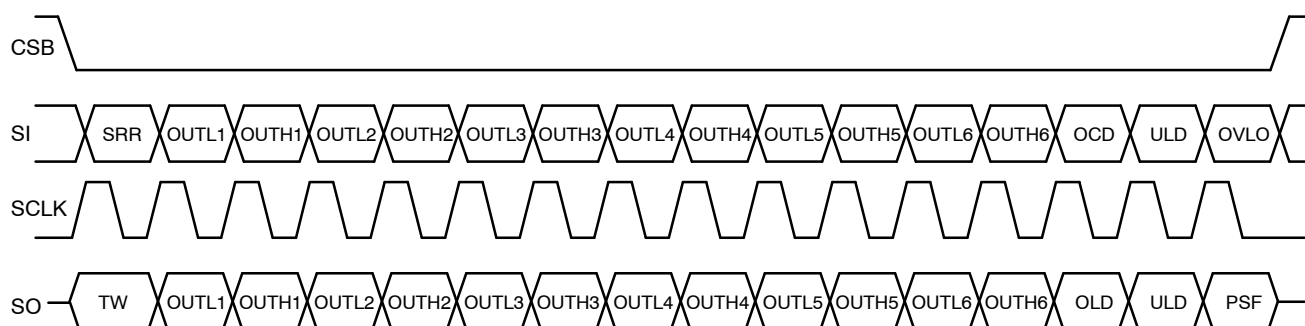 CSB
SI SRR OUTL1 OUTH1 OUTL2 OUTH2 OUTL3 OUTH3 OUTL4 OUTH4 OUTL5 OUTH5 OUTL6 OUTH6 OCD ULD OVLO
SCLK
SO TW OUTL1 OUTH1 OUTL2 OUTH2 OUTL3 OUTH3 OUTL4 OUTH4 OUTL5 OUTH5 OUTL6 OUTH6 OLD ULD PSF